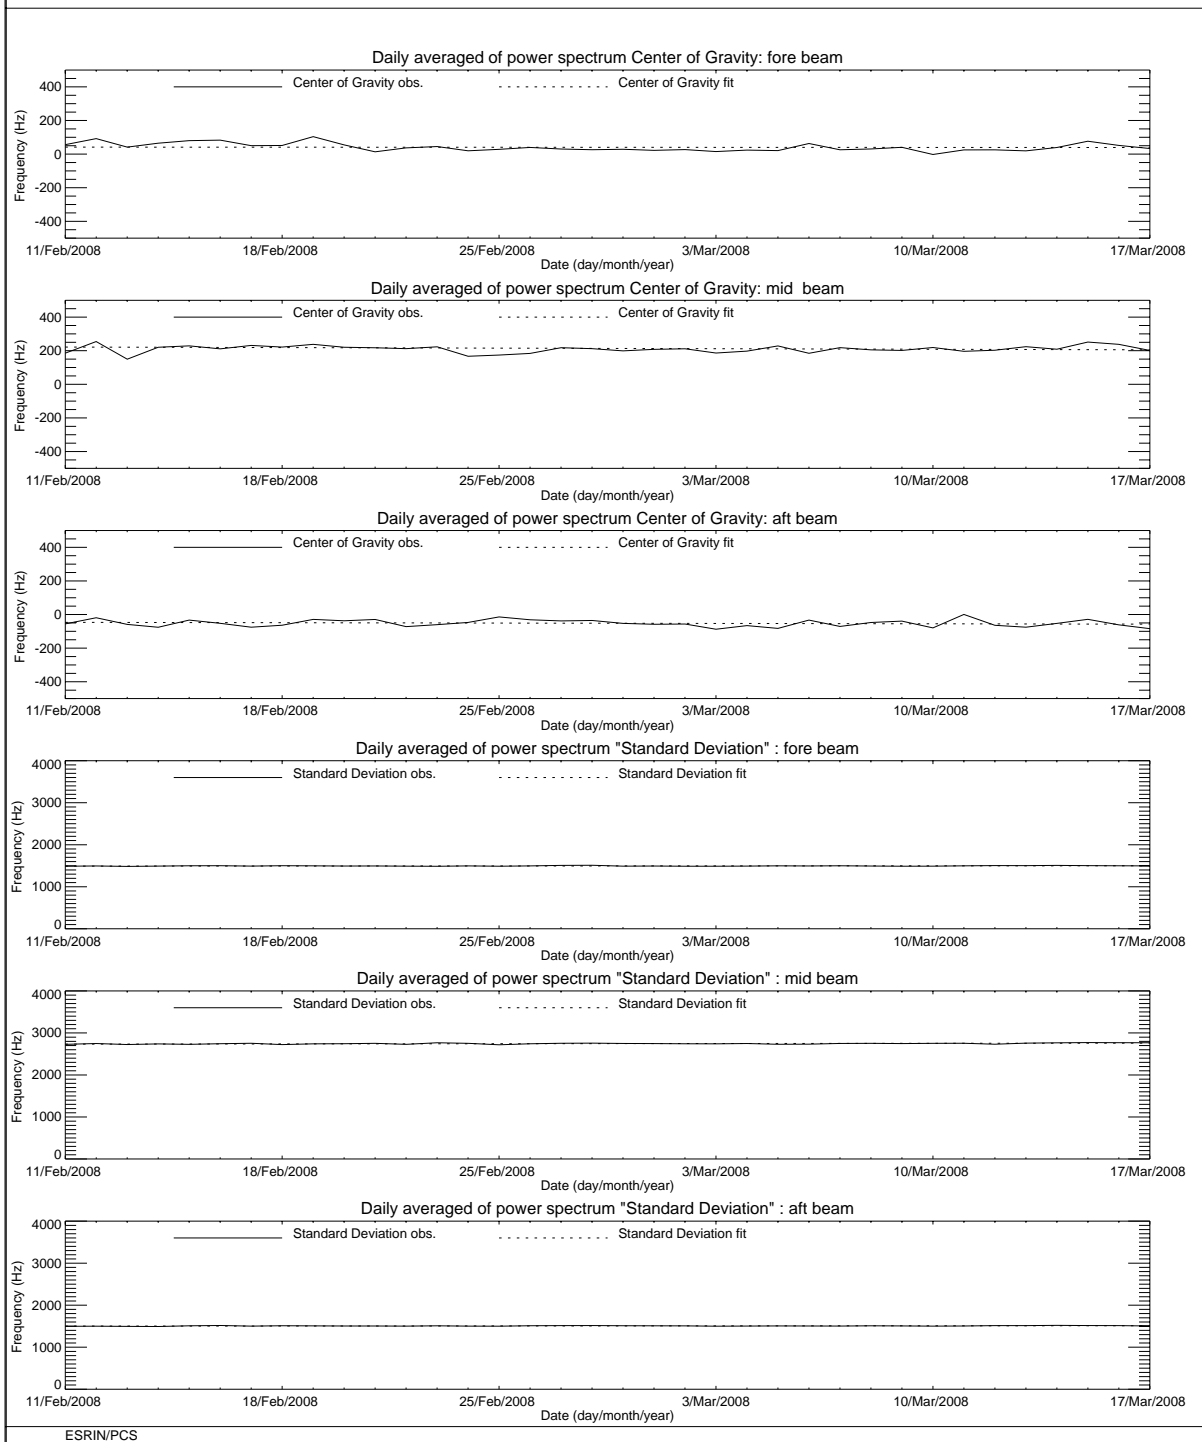 Daily averaged of power spectrum Center of Gravity: fore beam
Center of Gravity obs.
Center of Gravity fit
Frequency (Hz)
400
200
0
-200
-400
11/Feb/2008
18/Feb/2008
25/Feb/2008
3/Mar/2008
10/Mar/2008
17/Mar/2008
Date (day/month/year)
Daily averaged of power spectrum Center of Gravity: mid  beam
Center of Gravity obs.
Center of Gravity fit
Frequency (Hz)
400
200
0
-200
-400
11/Feb/2008
18/Feb/2008
25/Feb/2008
3/Mar/2008
10/Mar/2008
17/Mar/2008
Date (day/month/year)
Daily averaged of power spectrum Center of Gravity: aft beam
Center of Gravity obs.
Center of Gravity fit
Frequency (Hz)
400
200
0
-200
-400
11/Feb/2008
18/Feb/2008
25/Feb/2008
3/Mar/2008
10/Mar/2008
17/Mar/2008
Date (day/month/year)
Daily averaged of power spectrum "Standard Deviation" : fore beam
Standard Deviation obs.
Standard Deviation fit
Frequency (Hz)
4000
3000
2000
1000
0
11/Feb/2008
18/Feb/2008
25/Feb/2008
3/Mar/2008
10/Mar/2008
17/Mar/2008
Date (day/month/year)
Daily averaged of power spectrum "Standard Deviation" : mid beam
Standard Deviation obs.
Standard Deviation fit
Frequency (Hz)
4000
3000
2000
1000
0
11/Feb/2008
18/Feb/2008
25/Feb/2008
3/Mar/2008
10/Mar/2008
17/Mar/2008
Date (day/month/year)
Daily averaged of power spectrum "Standard Deviation" : aft beam
Standard Deviation obs.
Standard Deviation fit
Frequency (Hz)
4000
3000
2000
1000
0
11/Feb/2008
18/Feb/2008
25/Feb/2008
3/Mar/2008
10/Mar/2008
17/Mar/2008
Date (day/month/year)
ESRIN/PCS